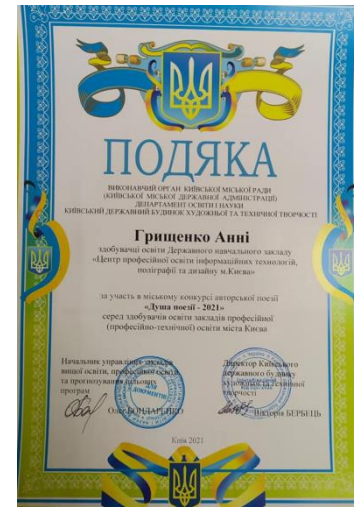 ПОДЯКА
ВИКОНАВЧИЙ ОРГАН КИЇВСЬКОЇ МІСЬКОЇ РАДИ
(КИЇВСЬКОЇ МІСЬКОЇ ДЕРЖАВНОЇ АДМІНІСТРАЦІЇ)
ДЕПАРТАМЕНТ ОСВІТИ І НАУКИ
КИЇВСЬКИЙ ДЕРЖАВНИЙ БУДИНОК ХУДОЖНЬОЇ ТА ТЕХНІЧНОЇ ТВОРЧОСТІ
Грищенко Анні
здобувачці освіти Державного навчального закладу
«Центр професійної освіти інформаційних технологій,
поліграфії та дизайну м.Києва»
за участь в міському конкурсі авторської поезії
«Душа поезії - 2021»
серед здобувачів освіти закладів професійної
(професійно-технічної) освіти міста Києва
Начальник управління закладів
вищої освіти, професійної освіти
та прогнозування цільових
програм
Олег БОНДАРЕНКО
Директор Київського
державного будинку
художньої та технічної
творчості
Вікторія БЕРБЕЦЬ
Київ 2021